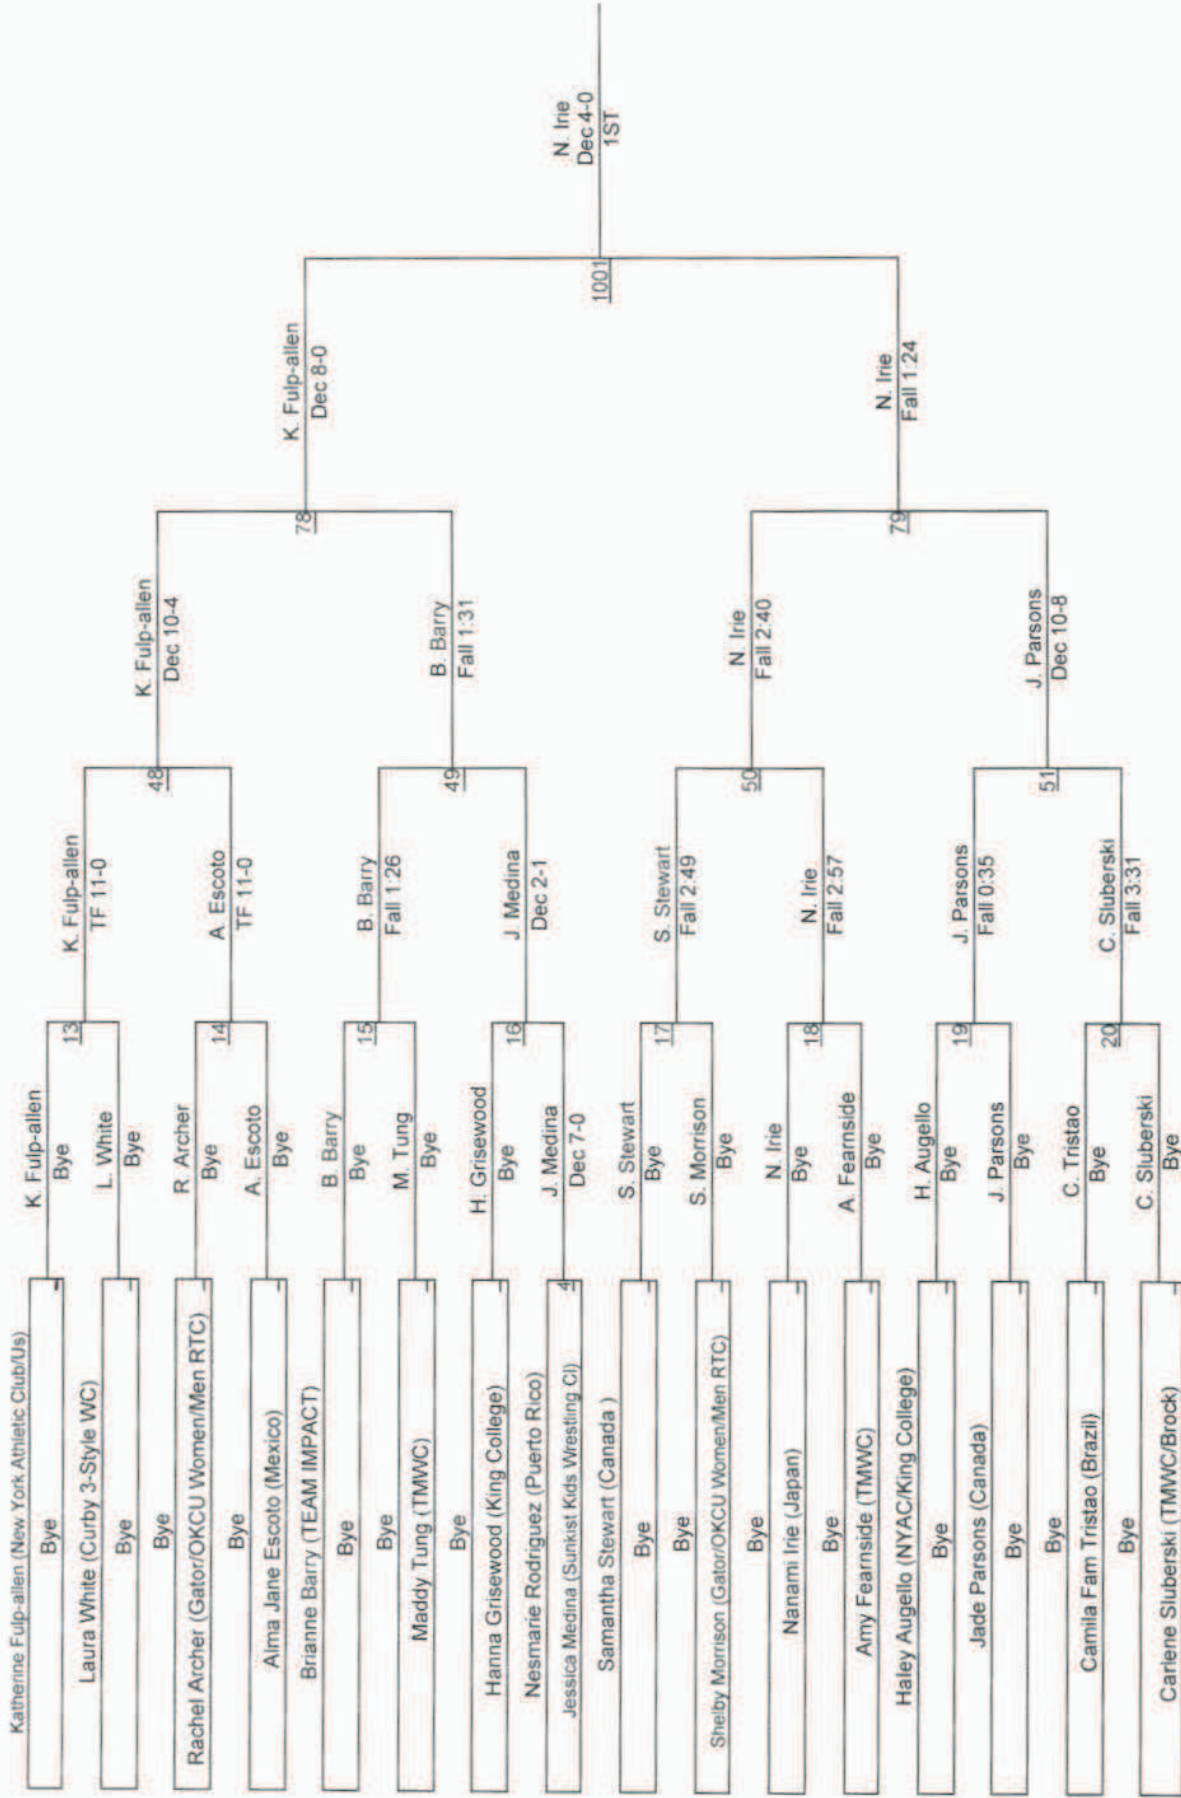 Katherine Fulp-allen (New York Athletic Club/Us)
Bye
Laura White (Curby 3-Style WC)
Bye
Bye
Rachel Archer (Gator/OKCU Women/Men RTC)
Bye
Alma Jane Escoto (Mexico)
Brianne Barry (TEAM IMPACT)
Bye
Bye
Maddy Tung (TMWC)
Bye
Hanna Grisewood (King College)
Nesmarie Rodriguez (Puerto Rico)
Jessica Medina (Sunkist Kids Wrestling Cl)
4
Samantha Stewart (Canada )
Bye
Bye
Shelby Morrison (Gator/OKCU Women/Men RTC)
Bye
Nanami Irie (Japan)
Bye
Amy Fearnside (TMWC)
Haley Augello (NYAC/King College)
Bye
Jade Parsons (Canada)
Bye
Bye
Camila Fam Tristao (Brazil)
Bye
Carlene Sluberski (TMWC/Brock)
K. Fulp-allen
Bye
13
L. White
Bye
R. Archer
Bye
14
A. Escoto
Bye
B. Barry
Bye
15
M. Tung
Bye
H. Grisewood
Bye
16
J. Medina
Dec 7-0
S. Stewart
Bye
17
S. Morrison
Bye
N. Irie
Bye
18
A. Fearnside
Bye
H. Augello
Bye
19
J. Parsons
Bye
C. Tristao
Bye
20
C. Sluberski
Bye
K. Fulp-allen
TF 11-0
48
A. Escoto
TF 11-0
B. Barry
Fall 1:26
49
J. Medina
Dec 2-1
S. Stewart
Fall 2:49
50
N. Irie
Fall 2:57
J. Parsons
Fall 0:35
51
C. Sluberski
Fall 3:31
K. Fulp-allen
Dec 10-4
78
B. Barry
Fall 1:31
N. Irie
Fall 2:40
79
J. Parsons
Dec 10-8
K. Fulp-allen
Dec 8-0
1001
N. Irie
Fall 1:24
N. Irie
Dec 4-0
1ST